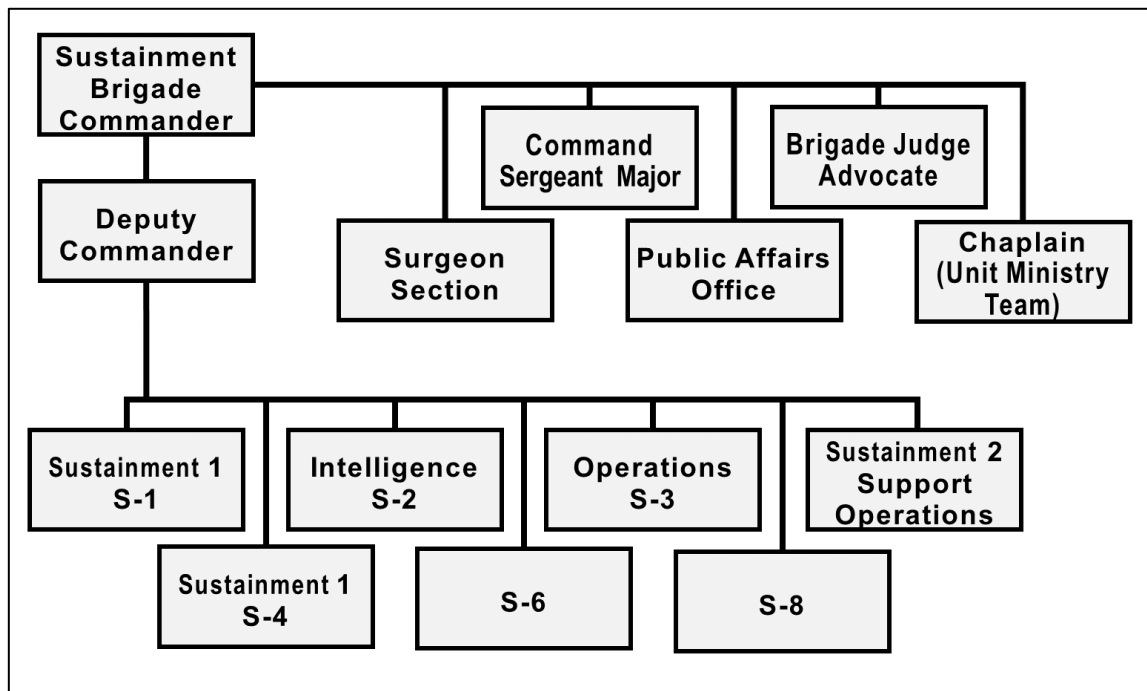 Sustainment
Brigade
Commander
Command
Sergeant Major
Brigade Judge
Advocate
Deputy
Commander
Surgeon
Section
Public Affairs
Office
Chaplain
(Unit Ministry
Team)
Sustainment 1
S-1
Intelligence
S-2
Operations
S-3
Sustainment 2
Support
Operations
Sustainment 1
S-4
S-6
S-8